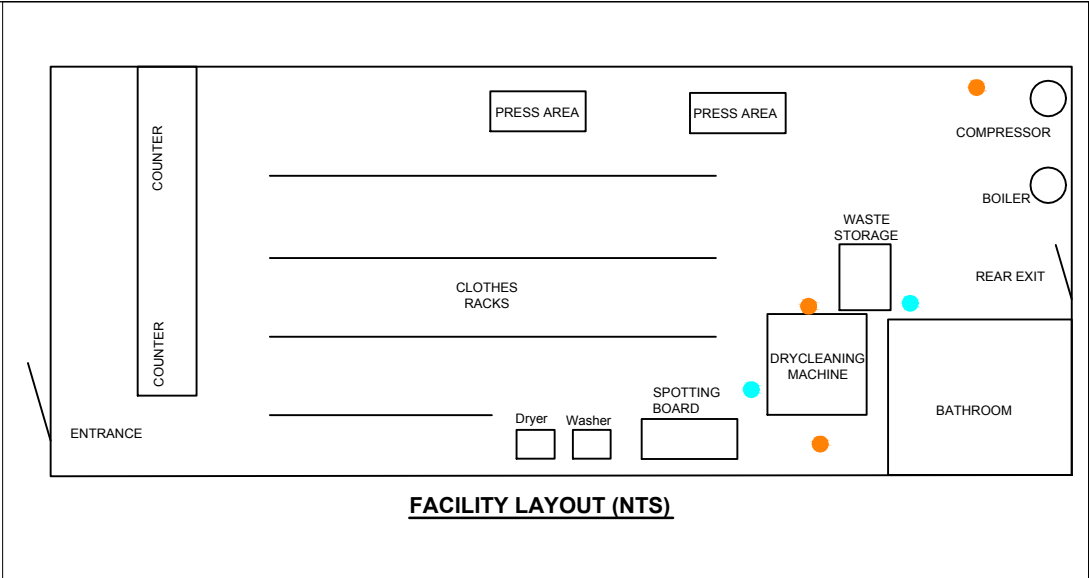 COUNTER
COUNTER
ENTRANCE
PRESS AREA
PRESS AREA
COMPRESSOR
BOILER
WASTE
STORAGE
REAR EXIT
CLOTHES
RACKS
DRYCLEANING
MACHINE
SPOTTING
BOARD
Dryer
Washer
BATHROOM
FACILITY LAYOUT (NTS)